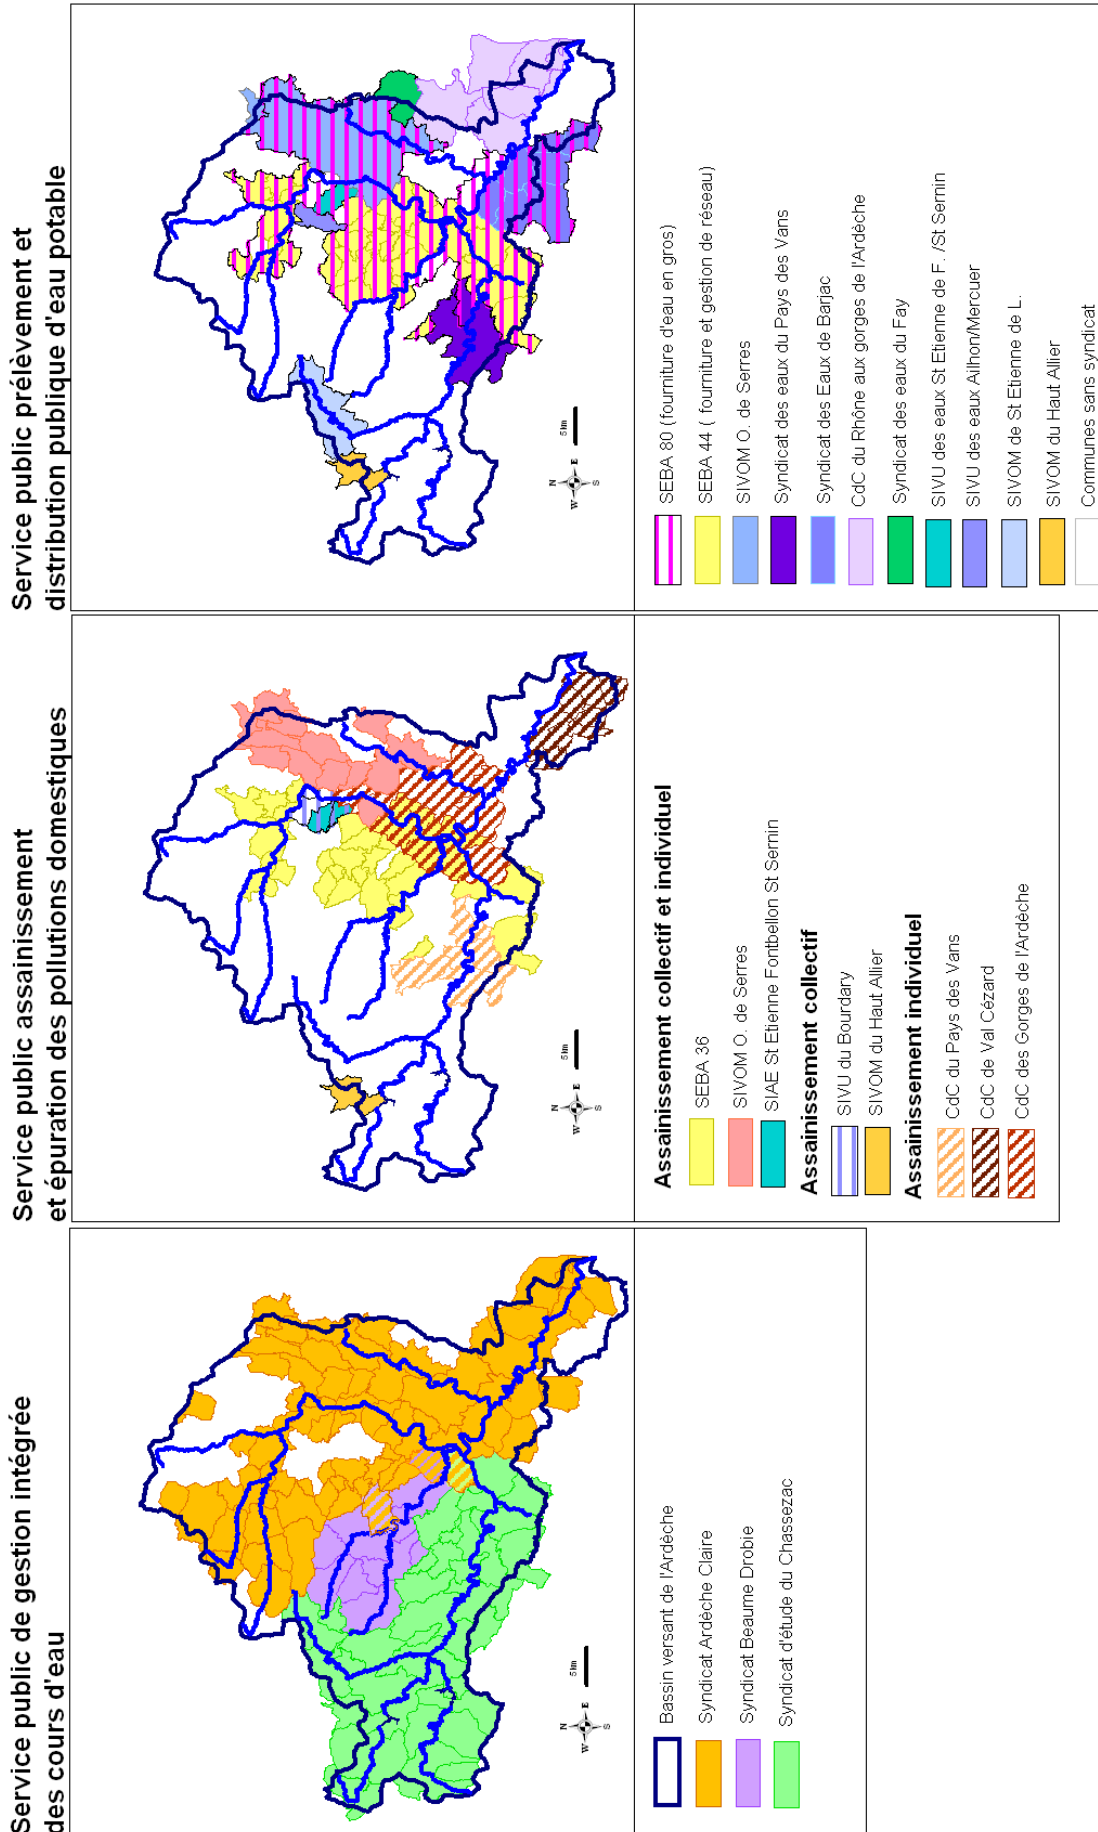 Service public de gestion intégrée
des cours d'eau
N
W
E
S
5 km
Bassin versant de l'Ardèche
Syndicat Ardèche Claire
Syndicat Beaume Drobie
Syndicat d'étude du Chassezac
Service public assainissement
et épuration des pollutions domestiques
N
W
E
S
5 km
Assainissement collectif et individuel
SEBA 36
SIVOM O. de Serres
SIAE St Etienne Fontbellon St Sernin
Assainissement collectif
SIVU du Bourdary
SIVOM du Haut Allier
Assainissement individuel
CdC du Pays des Vans
CdC de Val Cézard
CdC des Gorges de l'Ardèche
Service public prélèvement et
distribution publique d'eau potable
N
W
E
S
5 km
SEBA 80 (fourniture d'eau en gros)
SEBA 44 ( fourniture et gestion de réseau)
SIVOM O. de Serres
Syndicat des eaux du Pays des Vans
Syndicat des Eaux de Barjac
CdC du Rhône aux gorges de l'Ardèche
Syndicat des eaux du Fay
SIVU des eaux St Etienne de F. /St Sernin
SIVU des eaux Ailhon/Mercuer
SIVOM de St Etienne de L.
SIVOM du Haut Allier
Communes sans syndicat